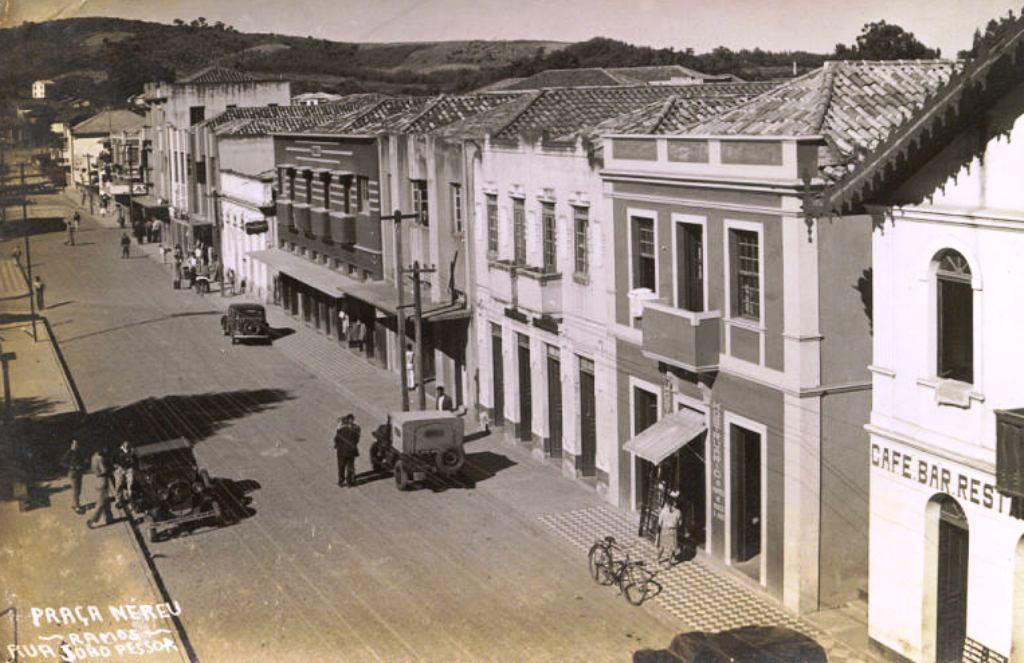 CAFE.BAR.REST
PRAÇA NEREU
RAMOS
RUA JOÃO PESSOA